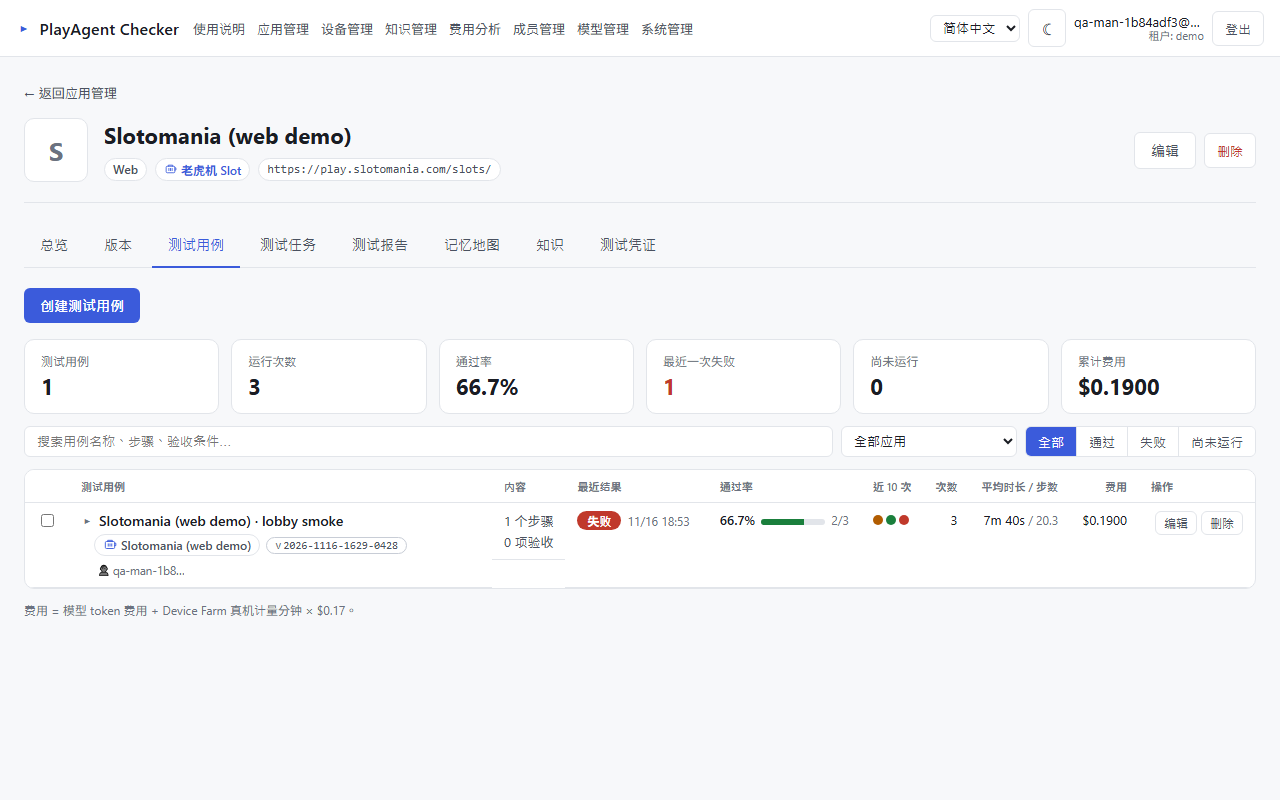 PlayAgent Checker 使用说明 应用管理 设备管理 知识管理 费用分析 成员管理 模型管理 系统管理 简体中文 qa-man-1b84adf3@... 登出
租户: demo
← 返回应用管理
S
Slotomania (web demo)
Web 老虎机 Slot https://play.slotomania.com/slots/
编辑 删除
总览 版本 测试用例 测试任务 测试报告 记忆地图 知识 测试凭证
创建测试用例
测试用例 运行次数 通过率 最近一次失败 尚未运行 累计费用
1 3 66.7% 1 0 $0.1900
搜索用例名称、步骤、验收条件… 全部应用 全部 通过 失败 尚未运行
测试用例 内容 最近结果 通过率 近 10 次 次数 平均时长 / 步数 费用 操作
Slotomania (web demo) · lobby smoke 1 个步骤 失败 11/16 18:53 66.7% 2/3 3 7m 40s / 20.3 $0.1900 编辑 删除
Slotomania (web demo) v2026-1116-1629-0428 0 项验收
qa-man-1b8...
费用 = 模型 token 费用 + Device Farm 真机计量分钟 × $0.17。